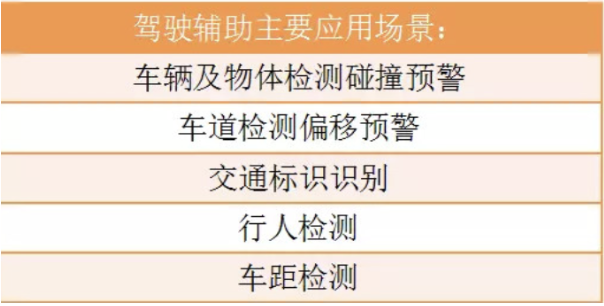 驾驶辅助主要应用场景：
车辆及物体检测碰撞预警
车道检测偏移预警
交通标识识别
行人检测
车距检测